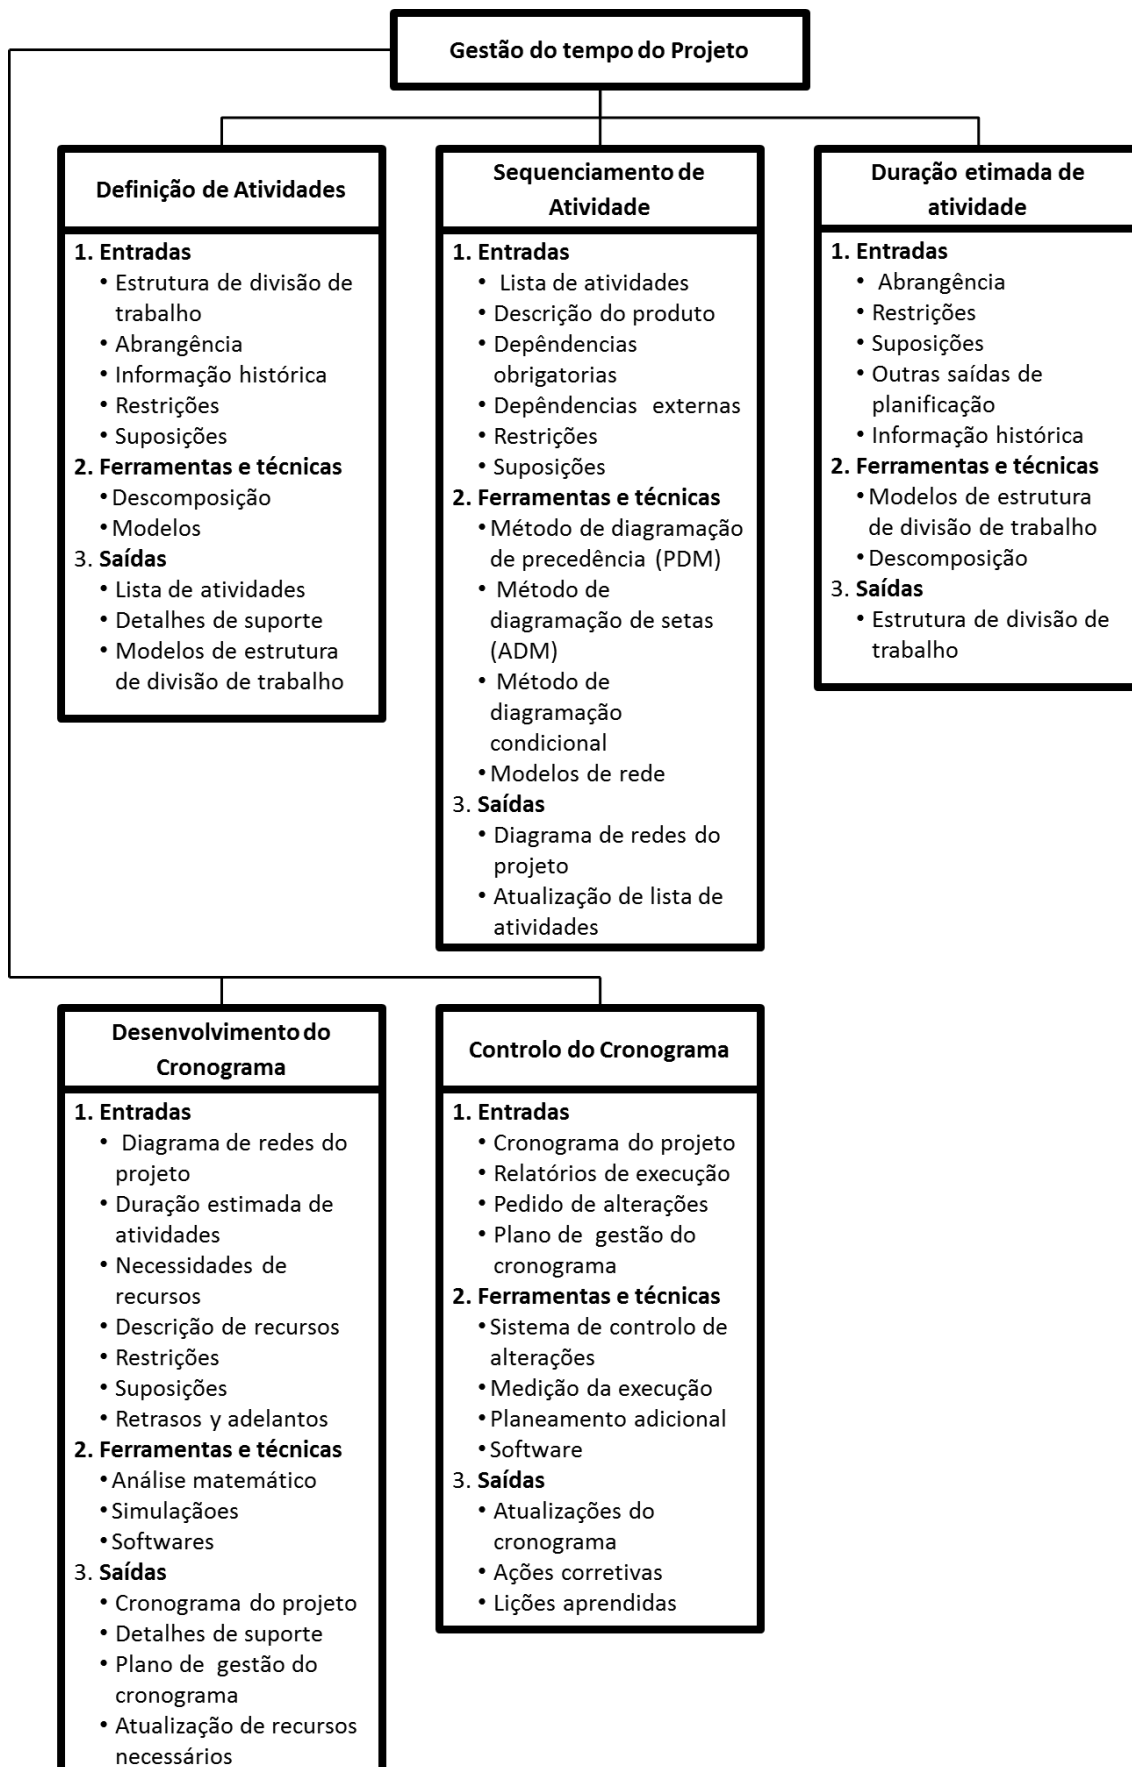 Gestão do tempo do Projeto
Definição de Atividades
1. Entradas
• Estrutura de divisão de
trabalho
• Abrangência
• Informação histórica
• Restrições
• Suposições
2. Ferramentas e técnicas
• Descomposição
• Modelos
3. Saídas
• Lista de atividades
• Detalhes de suporte
• Modelos de estrutura
de divisão de trabalho
Sequenciamento de
Atividade
1. Entradas
• Lista de atividades
• Descrição do produto
• Depêndencias
obrigatorias
• Depêndencias externas
• Restrições
• Suposições
2. Ferramentas e técnicas
• Método de diagramação
de precedência (PDM)
• Método de
diagramação de setas
(ADM)
• Método de
diagramação
condicional
• Modelos de rede
3. Saídas
• Diagrama de redes do
projeto
• Atualização de lista de
atividades
Duração etimada de
atividade
1. Entradas
• Abrangência
• Restrições
• Suposições
• Outras saídas de
planificação
• Informação histórica
2. Ferramentas e técnicas
• Modelos de estrutura
de divisão de trabalho
• Descomposição
3. Saídas
• Estrutura de divisão de
trabalho
Desenvolvimento do
Cronograma
1. Entradas
• Diagrama de redes do
projeto
• Duração estimada de
atividades
• Necessidades de
recursos
• Descrição de recursos
• Restrições
• Suposições
• Retrasos y adelantos
2. Ferramentas e técnicas
• Análise matemático
• Simulaçãoes
• Softwares
3. Saídas
• Cronograma do projeto
• Detalhes de suporte
• Plano de gestão do
cronograma
• Atualização de recursos
necessários
Controlo do Cronograma
1. Entradas
• Cronograma do projeto
• Relatórios de execução
• Pedido de alterações
• Plano de gestão do
cronograma
2. Ferramentas e técnicas
• Sistema de controlo de
alterações
• Medição da execução
• Planeamento adicional
• Software
3. Saídas
• Atualizações do
cronograma
• Ações corretivas
• Lições aprendidas